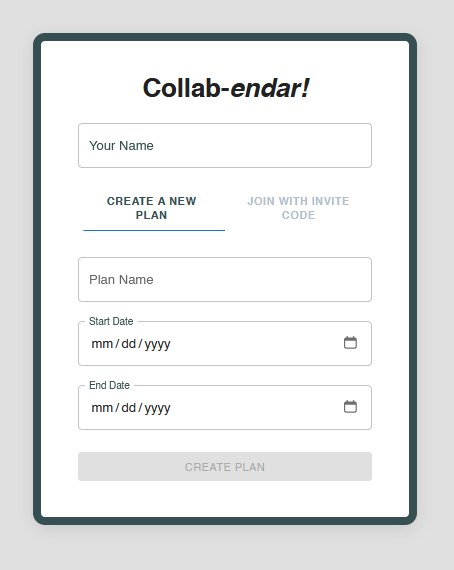 Collab-endar!
Your Name
CREATE A NEW
PLAN
JOIN WITH INVITE
CODE
Plan Name
Start Date
mm/dd/yyyy
End Date
mm/dd/yyyy
CREATE PLAN